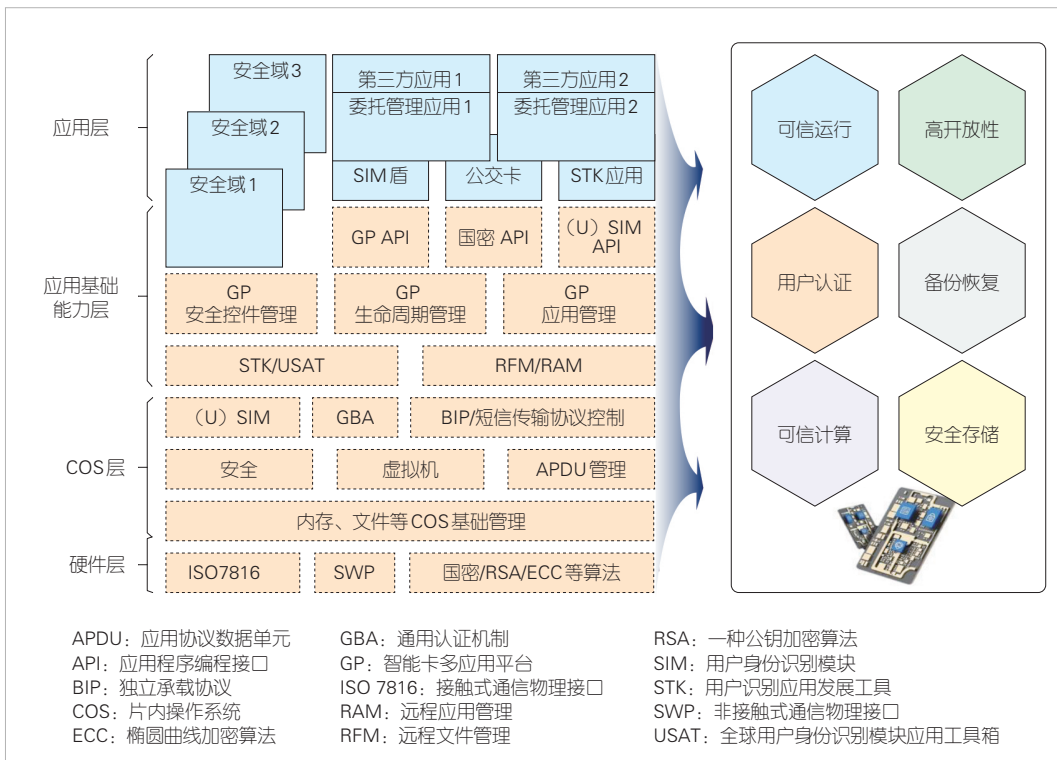 应用层
安全域3
安全域2
安全域1
第三方应用1
委托管理应用1
第三方应用2
委托管理应用2
SIM盾
公交卡
STK应用
应用基础
能力层
GP API
国密 API
（U）SIM
API
GP
安全控件管理
GP
生命周期管理
GP
应用管理
STK/USAT
RFM/RAM
COS层
（U）SIM
GBA
BIP/短信传输协议控制
安全
虚拟机
APDU管理
内存、文件等COS基础管理
硬件层
ISO7816
SWP
国密/RSA/ECC等算法
可信运行
高开放性
用户认证
备份恢复
可信计算
安全存储
APDU：应用协议数据单元
API：应用程序编程接口
BIP：独立承载协议
COS：片内操作系统
ECC：椭圆曲线加密算法
GBA：通用认证机制
GP：智能卡多应用平台
ISO 7816：接触式通信物理接口
RAM：远程应用管理
RFM：远程文件管理
RSA：一种公钥加密算法
SIM：用户身份识别模块
STK：用户识别应用发展工具
SWP：非接触式通信物理接口
USAT：全球用户身份识别模块应用工具箱